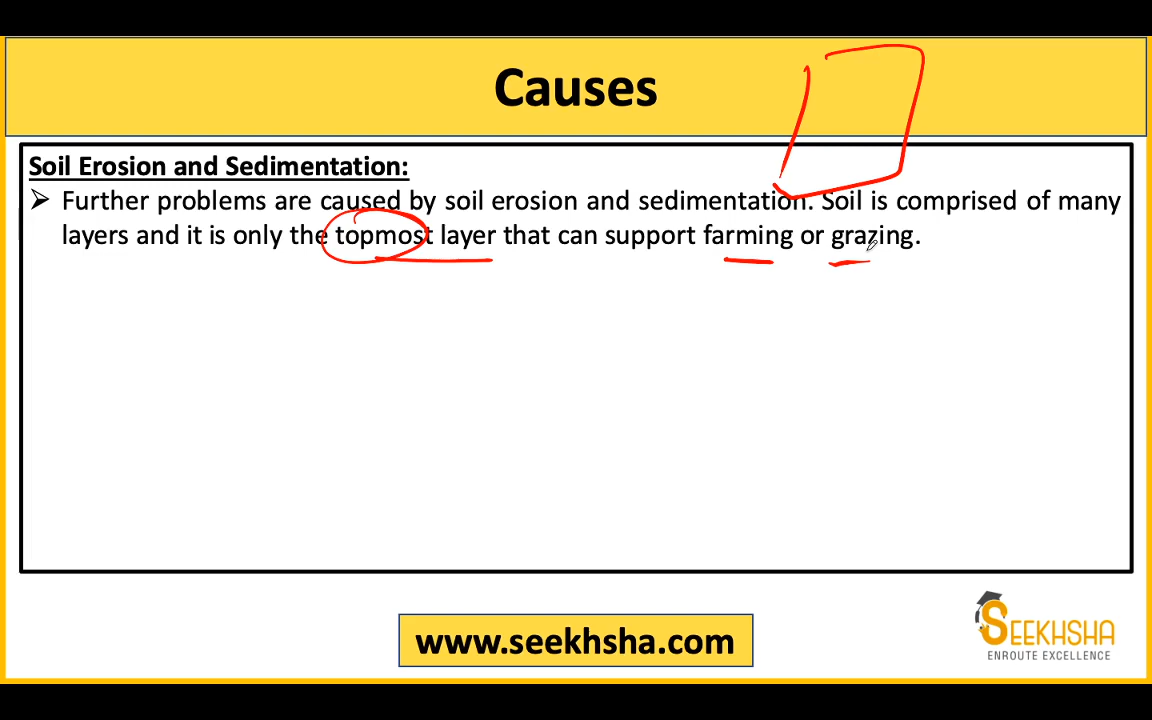 Causes
Soil Erosion and Sedimentation:
➢ Further problems are caused by soil erosion and sedimentation. Soil is comprised of many
layers and it is only the topmost layer that can support farming or grazing.
www.seekhsha.com
SEEKHSHA
ENROUTE EXCELLENCE